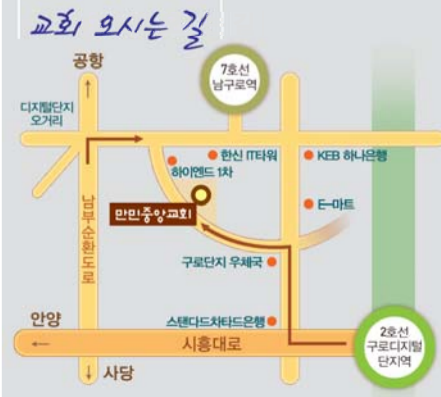 교회 오시는 길
공항
7호선
남구로역
디지털단지
오거리
한신 IT타워
KEB 하나은행
하이엔드 1차
E-마트
만민중앙교회
남부순환도로
구로단지 우체국
스탠다드차타드은행
안양
시흥대로
2호선
구로디지털
단지역
사당